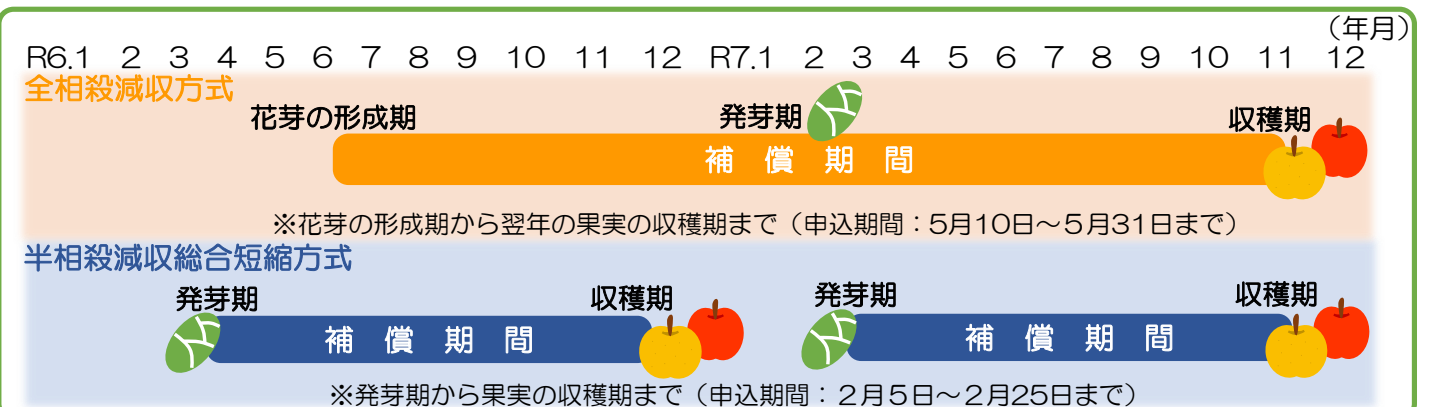 （年月）
R6.1 2 3 4 5 6 7 8 9 10 11 12 R7.1 2 3 4 5 6 7 8 9 10 11 12
全相殺減収方式
花芽の形成期 発芽期 収穫期
補償期間
※花芽の形成期から翌年の果実の収穫期まで（申込期間：5月10日～5月31日まで）
半相殺減収総合短縮方式
発芽期 収穫期 発芽期 収穫期
補償期間 補償期間
※発芽期から果実の収穫期まで（申込期間：2月5日～2月25日まで）